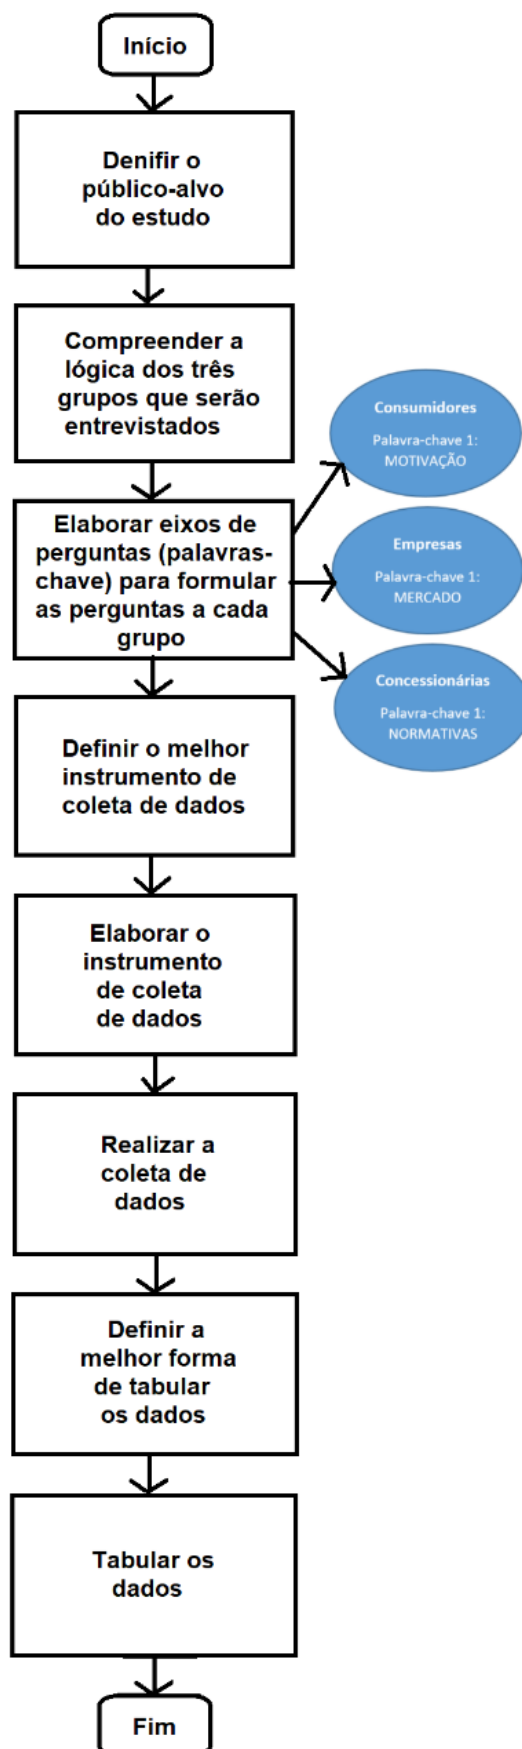 Início
Denifir o
público-alvo
do estudo
Compreender a
lógica dos três
grupos que serão
entrevistados
Elaborar eixos de
perguntas (palavras-
chave) para formular
as perguntas a cada
grupo
Consumidores
Palavra-chave 1:
MOTIVAÇÃO
Empresas
Palavra-chave 1:
MERCADO
Concessionárias
Palavra-chave 1:
NORMATIVAS
Definir o melhor
instrumento de
coleta de dados
Elaborar o
instrumento
de coleta
de dados
Realizar a
coleta de
dados
Definir a
melhor forma
de tabular
os dados
Tabular os
dados
Fim